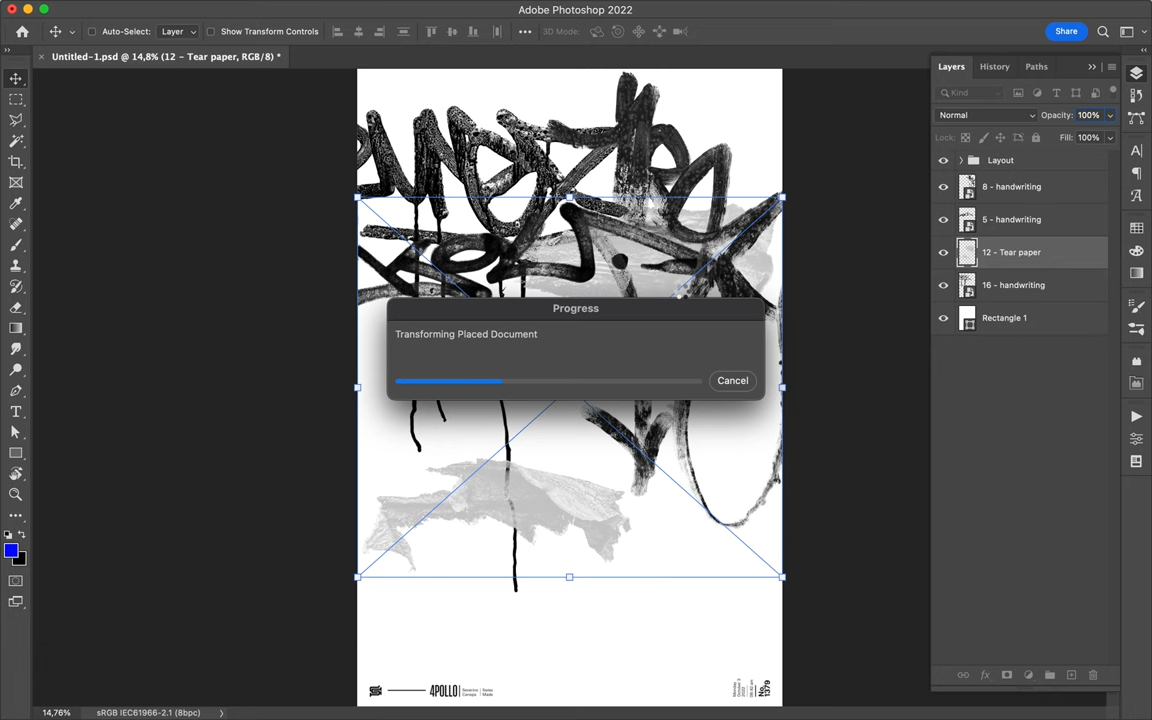 Adobe Photoshop 2022
Auto-Select: Layer Show Transform Controls 3D Mode: Share
Untitled-1.psd @ 14,8% (12 - Tear paper, RGB/8) *
Layers History Paths
Kind
Normal Opacity: 100%
Lock: Fill: 100%
Layout
8 - handwriting
5 - handwriting
12 - Tear paper
16 - handwriting
Rectangle 1
Progress
Transforming Placed Document
Cancel
4POLLO
No. 1379
14,76% sRGB IEC61966-2.1 (8bpc)